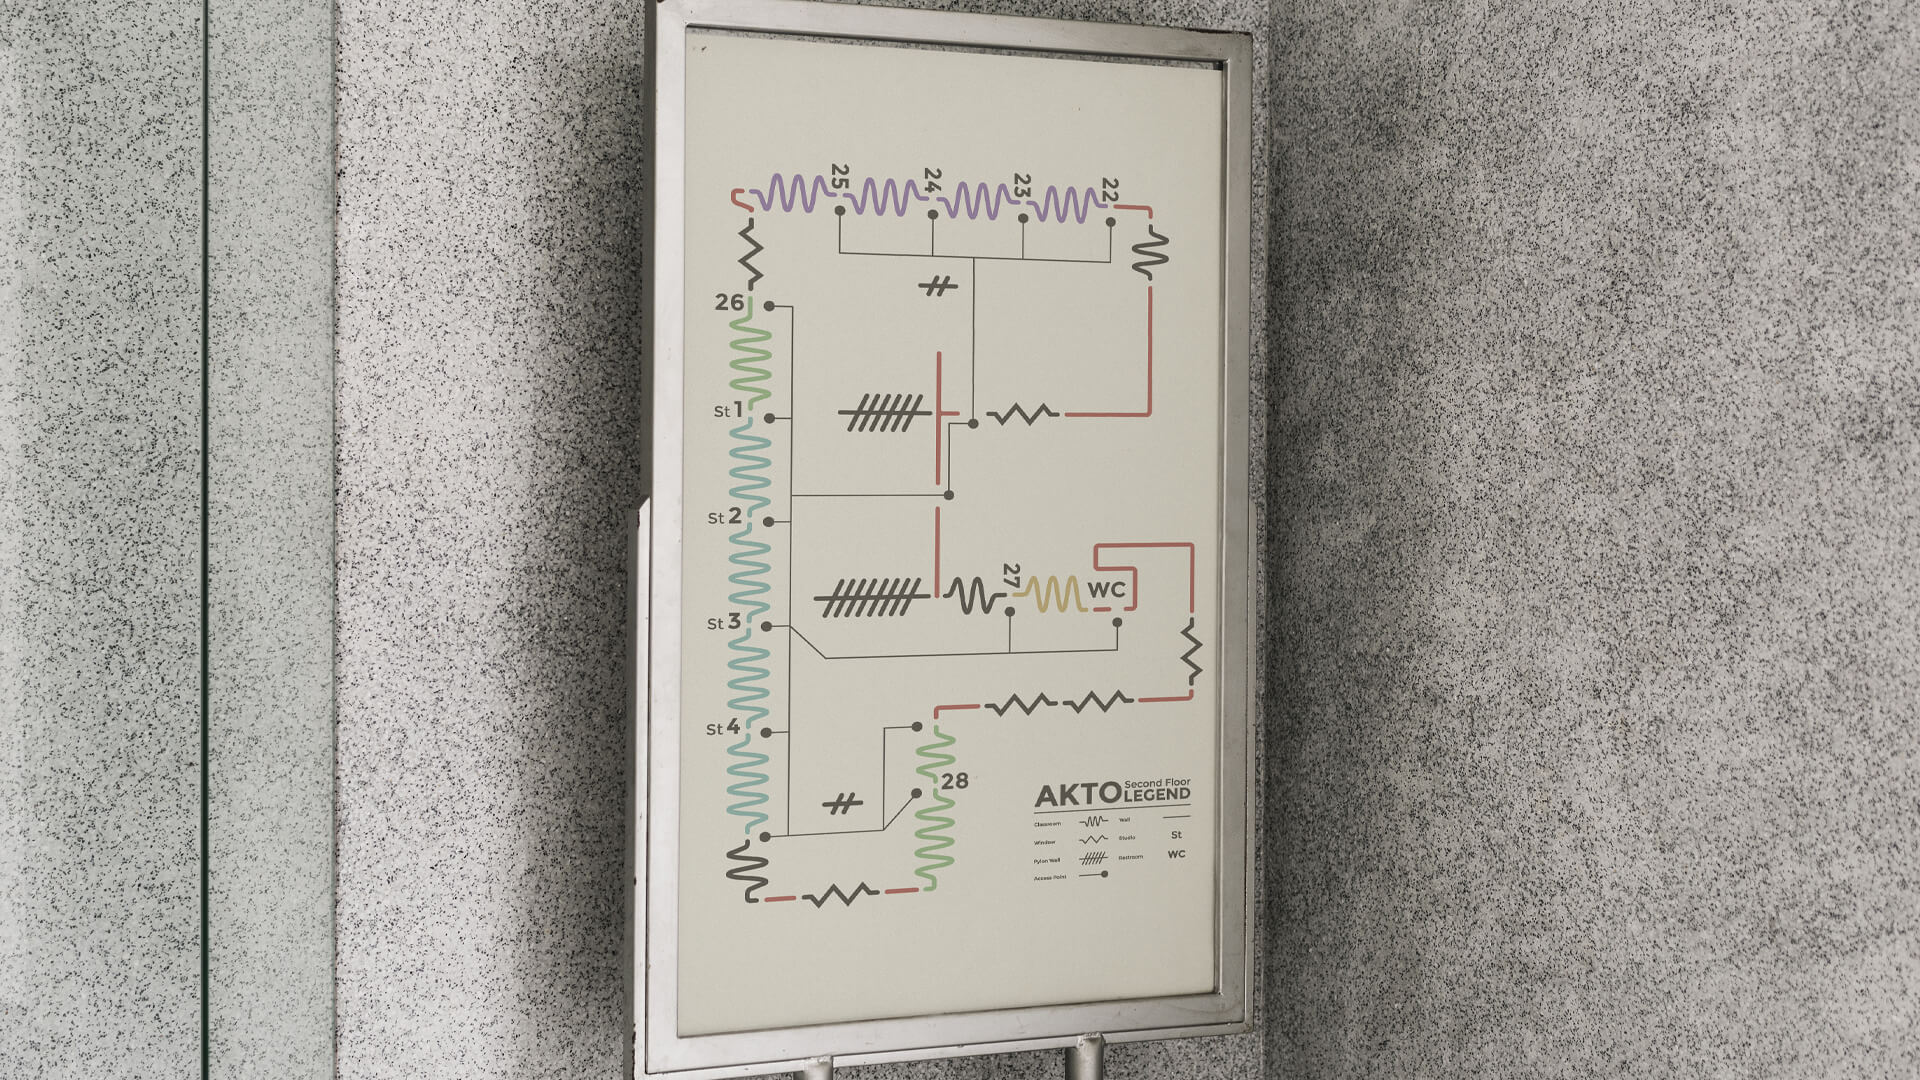 25
24
23
22
26
St 1
St 2
27
WC
St 3
St 4
28
AKTO Second Floor LEGEND
Classroom Wall
Window Studio St
Pylon Wall Restroom WC
Access Point